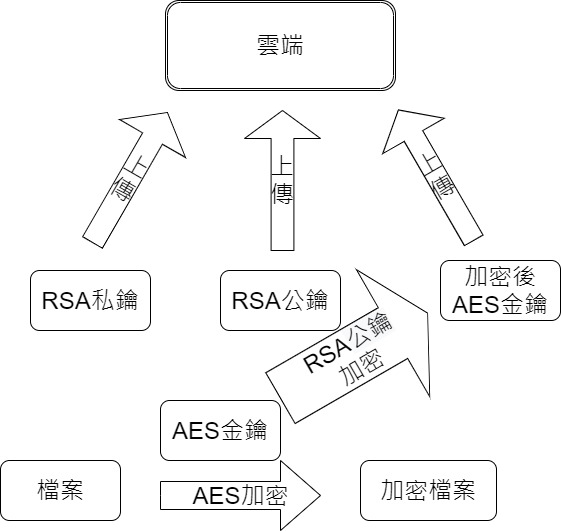 雲端
上傳
上傳
上傳
RSA私鑰
RSA公鑰
加密後
AES金鑰
RSA公鑰
加密
AES金鑰
檔案
AES加密
加密檔案